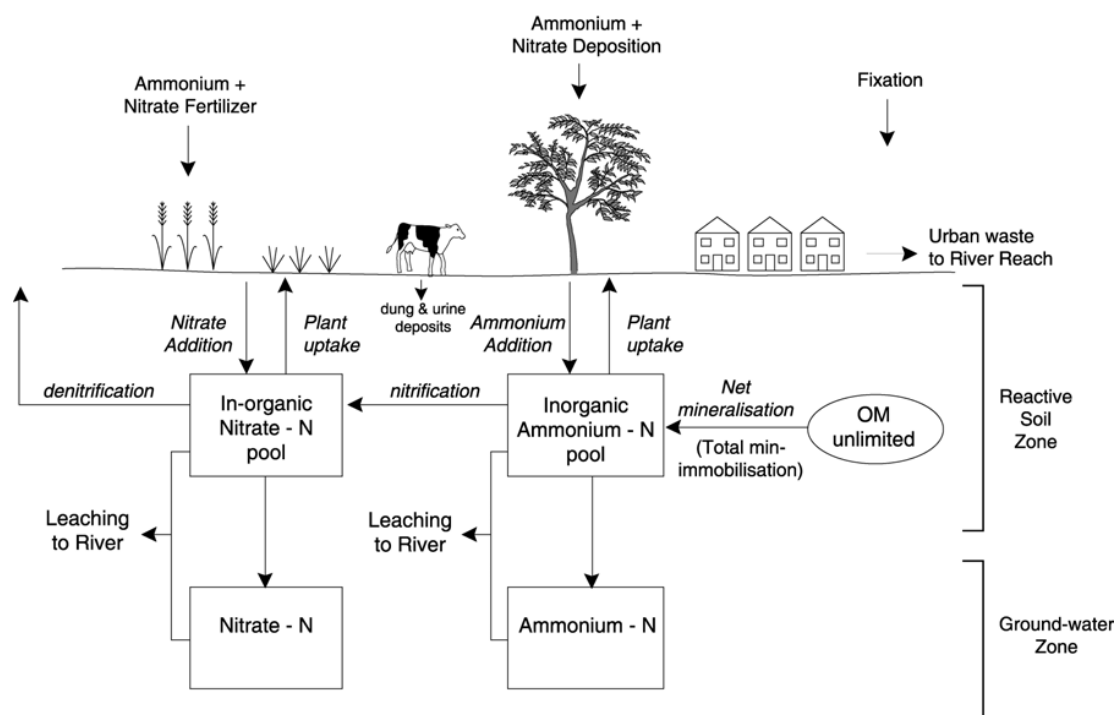 Ammonium +
Nitrate Deposition
Ammonium +
Nitrate Fertilizer
Fixation
Urban waste
to River Reach
dung & urine
deposits
Nitrate
Addition
Plant
uptake
Ammonium
Addition
Plant
uptake
denitrification
In-organic
Nitrate - N
pool
nitrification
Inorganic
Ammonium - N
pool
Net
mineralisation
(Total min-
immobilisation)
OM
unlimited
Reactive
Soil
Zone
Leaching
to River
Leaching
to River
Nitrate - N
Ammonium - N
Ground-water
Zone